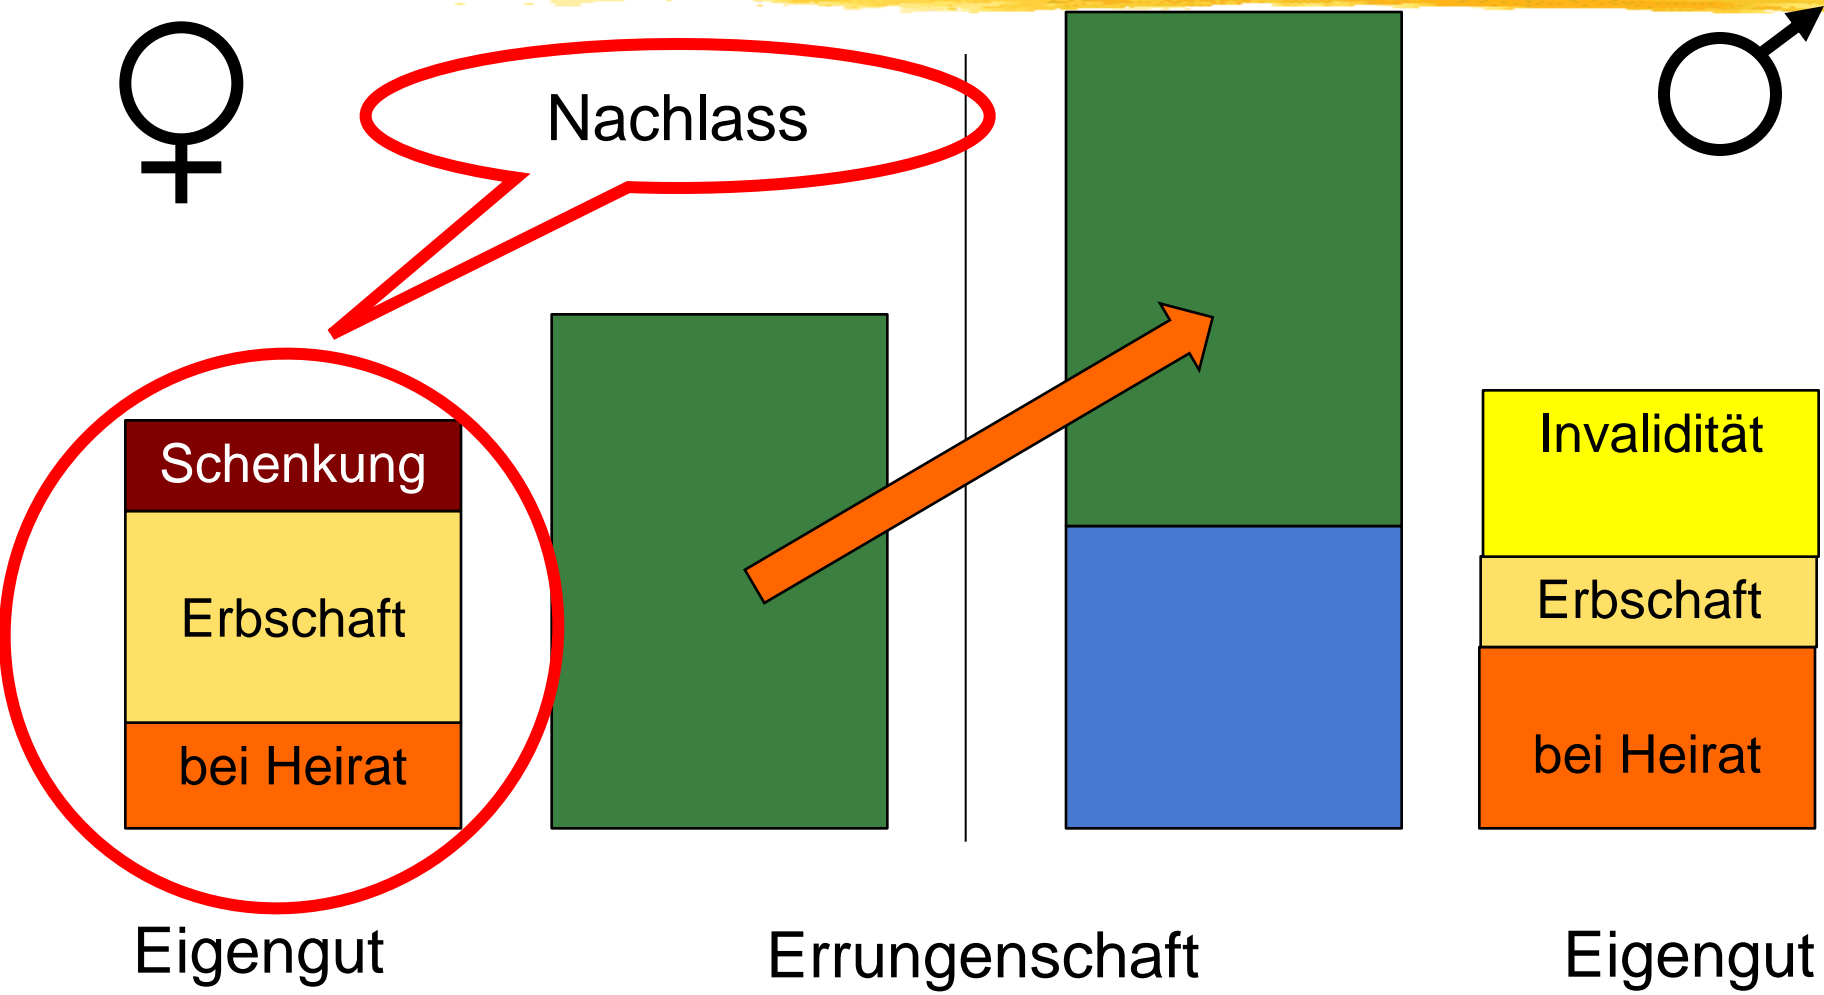 Nachlass
Schenkung
Erbschaft
bei Heirat
Invalidität
Erbschaft
bei Heirat
Eigengut
Errungenschaft
Eigengut